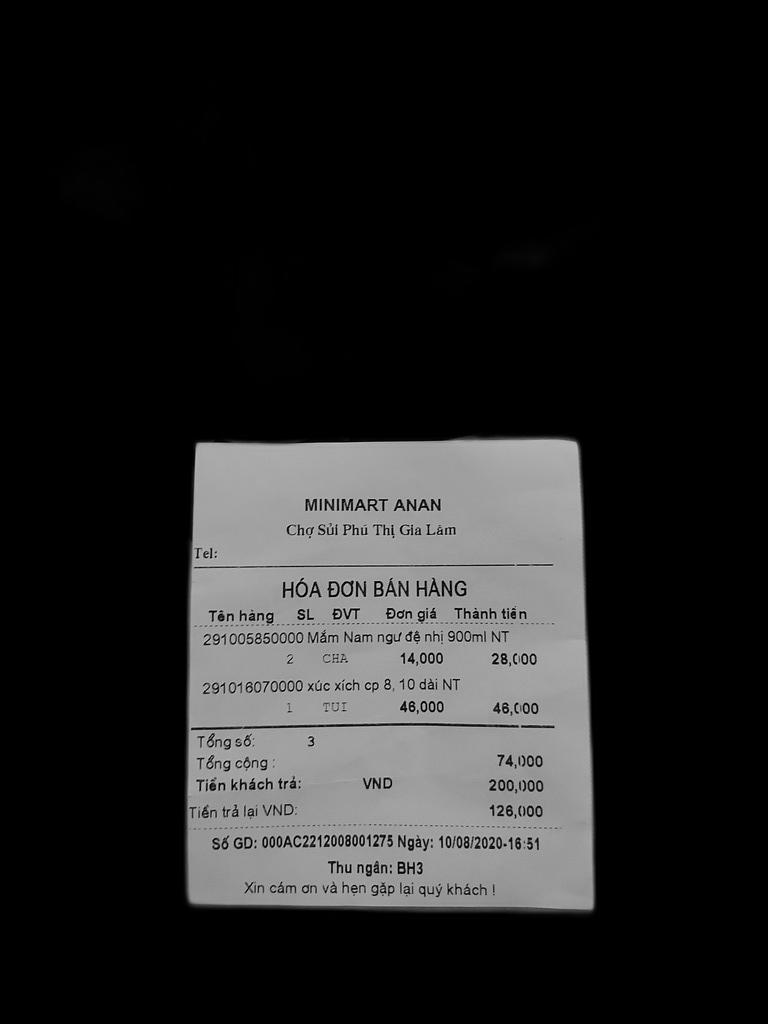 MINIMART ANAN
Chợ Sủi Phú Thị Gia Lâm
Tel:
HÓA ĐƠN BÁN HÀNG
Tên hàng SL ĐVT Đơn giá Thành tiền
291005850000 Mắm Nam ngư đệ nhị 900ml NT
2 CHA 14,000 28,000
291016070000 xúc xích cp 8, 10 dài NT
1 TUI 46,000 46,000
Tổng số: 3
Tổng cộng : 74,000
Tiền khách trả: VND 200,000
Tiền trả lại VND: 126,000
Số GD: 000AC2212008001275 Ngày: 10/08/2020-16:51
Thu ngân: BH3
Xin cám ơn và hẹn gặp lại quý khách !